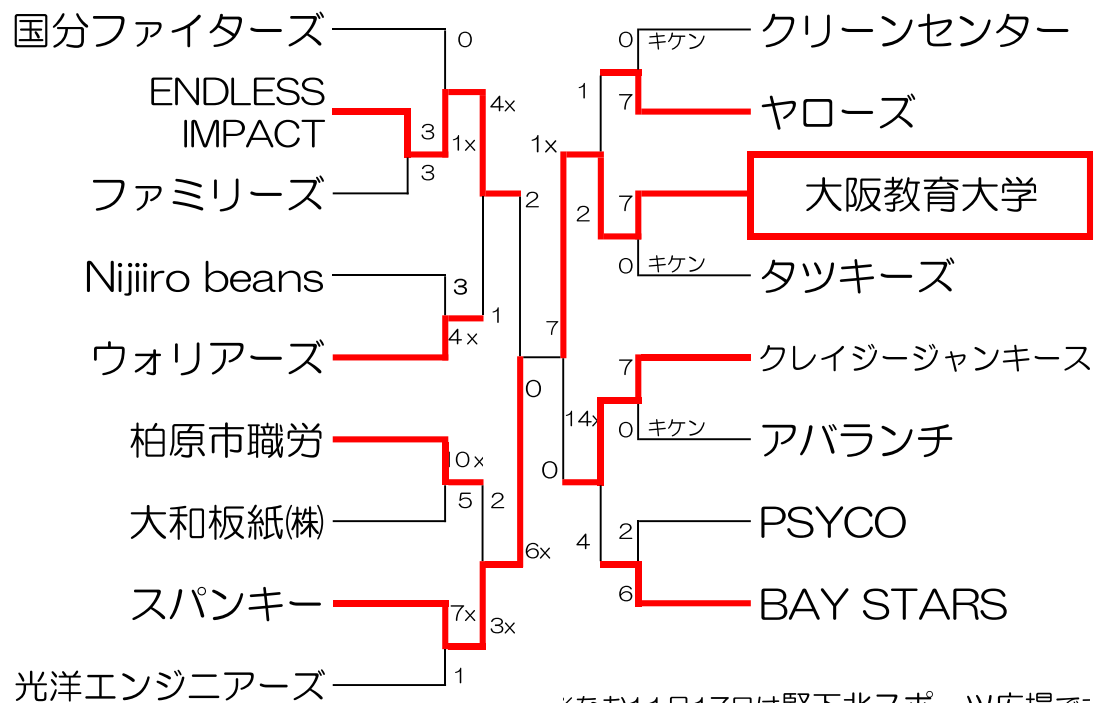 国分ファイターズ
0
ENDLESS
IMPACT
4x
3
1x
3
ファミリーズ
2
Nijiiro beans
3
1
4x
ウォリアーズ
0
柏原市職労
0x
5
2
大和板紙㈱
6x
スパンキー
7x
3x
1
光洋エンジニアーズ
0
キケン
クリーンセンター
1
7
ヤローズ
1x
7
大阪教育大学
2
0
キケン
タツキーズ
7
7
クレイジージャンキース
14x
0
キケン
アバランチ
0
4
2
PSYCO
6
BAY STARS